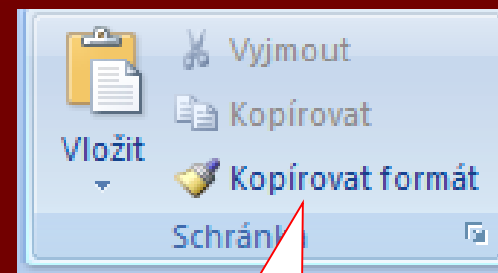 Vyjmout
Kopírovat
Vložit
Kopírovat formát
Schránka